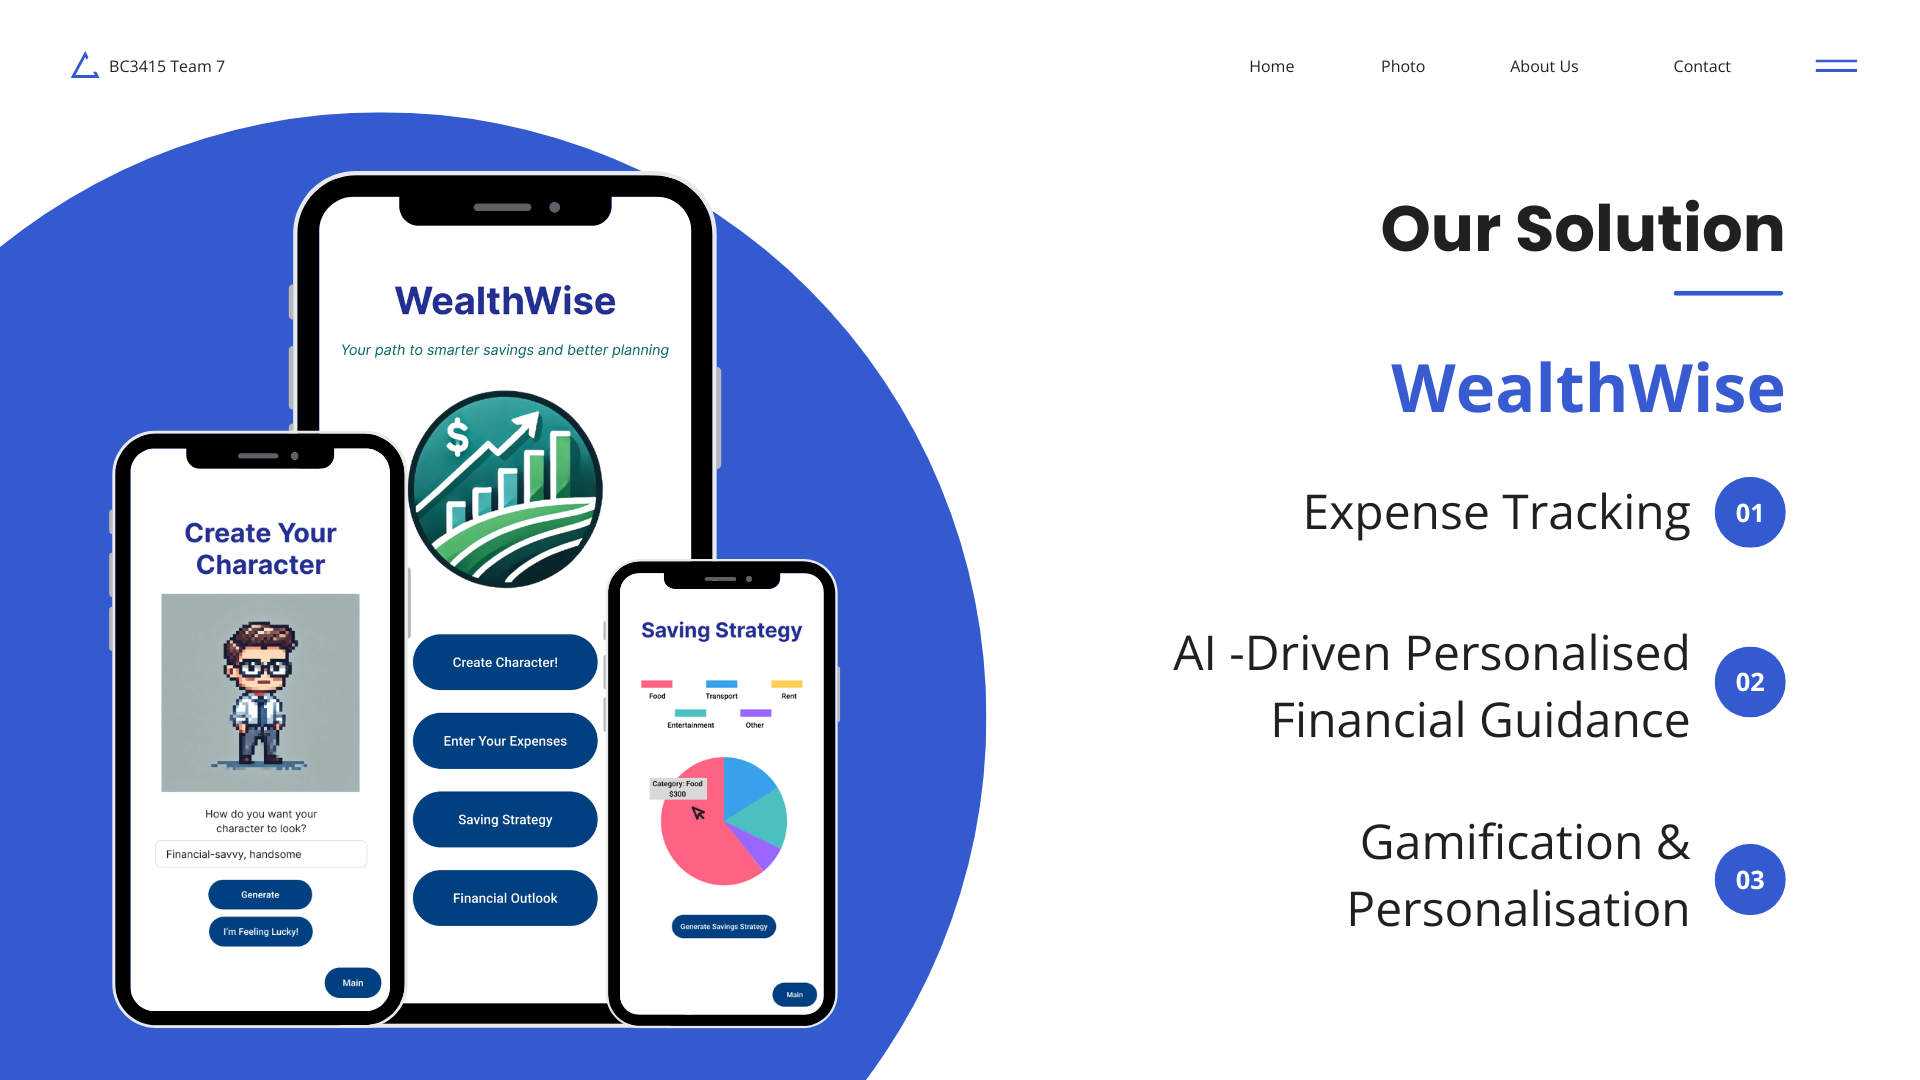 BC3415 Team 7
Home
Photo
About Us
Contact
Our Solution
WealthWise
Expense Tracking
01
AI -Driven Personalised
Financial Guidance
02
Gamification &
Personalisation
03
WealthWise
Your path to smarter savings and better planning
$
Create Character!
Enter Your Expenses
Saving Strategy
Financial Outlook
Create Your
Character
How do you want your
character to look?
Financial-savvy, handsome
Generate
I'm Feeling Lucky!
Main
Saving Strategy
Food
Transport
Rent
Entertainment
Other
Category: Food
$300
Generate Savings Strategy
Main